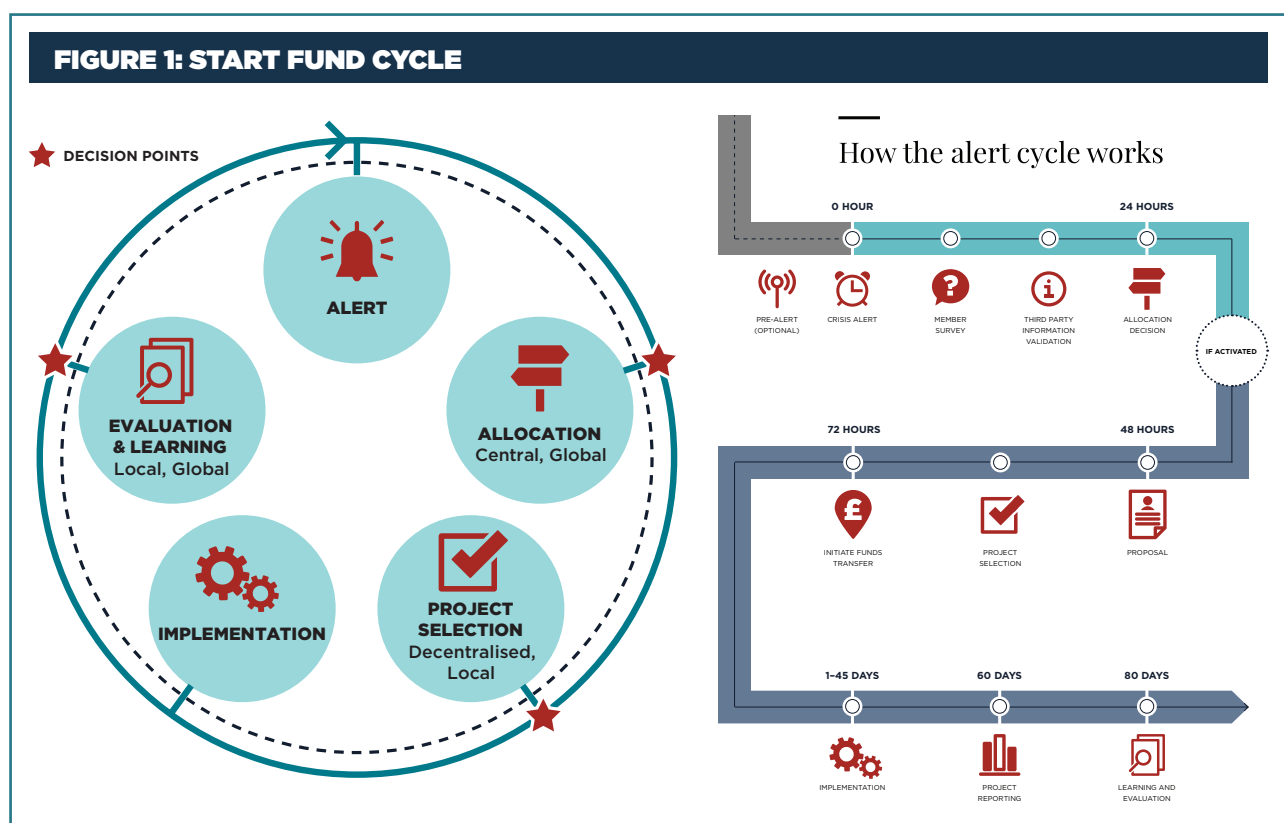 FIGURE 1: START FUND CYCLE
DECISION POINTS
ALERT
ALLOCATION
Central, Global
PROJECT
SELECTION
Decentralised,
Local
IMPLEMENTATION
EVALUATION
& LEARNING
Local, Global
How the alert cycle works
0 HOUR
24 HOURS
PRE-ALERT
(OPTIONAL)
CRISIS ALERT
MEMBER
SURVEY
THIRD PARTY
INFORMATION
VALIDATION
ALLOCATION
DECISION
IF ACTIVATED
72 HOURS
48 HOURS
£
INITIATE FUNDS
TRANSFER
PROJECT
SELECTION
PROPOSAL
1–45 DAYS
60 DAYS
80 DAYS
IMPLEMENTATION
PROJECT
REPORTING
LEARNING AND
EVALUATION